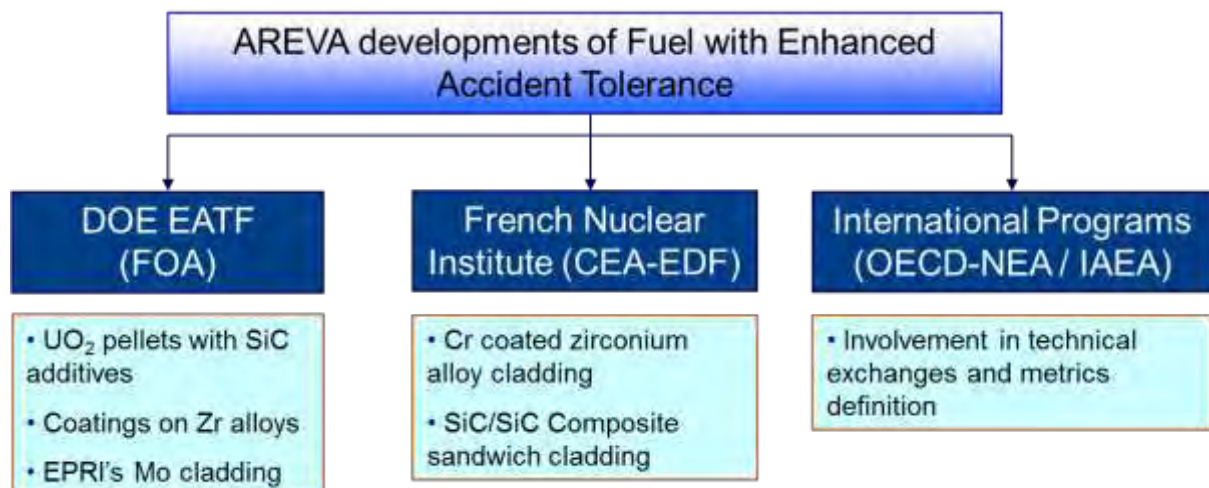 AREVA developments of Fuel with Enhanced
Accident Tolerance
DOE EATF
(FOA)
• UO₂ pellets with SiC
additives
• Coatings on Zr alloys
• EPRI's Mo cladding
French Nuclear
Institute (CEA-EDF)
• Cr coated zirconium
alloy cladding
• SiC/SiC Composite
sandwich cladding
International Programs
(OECD-NEA / IAEA)
• Involvement in technical
exchanges and metrics
definition